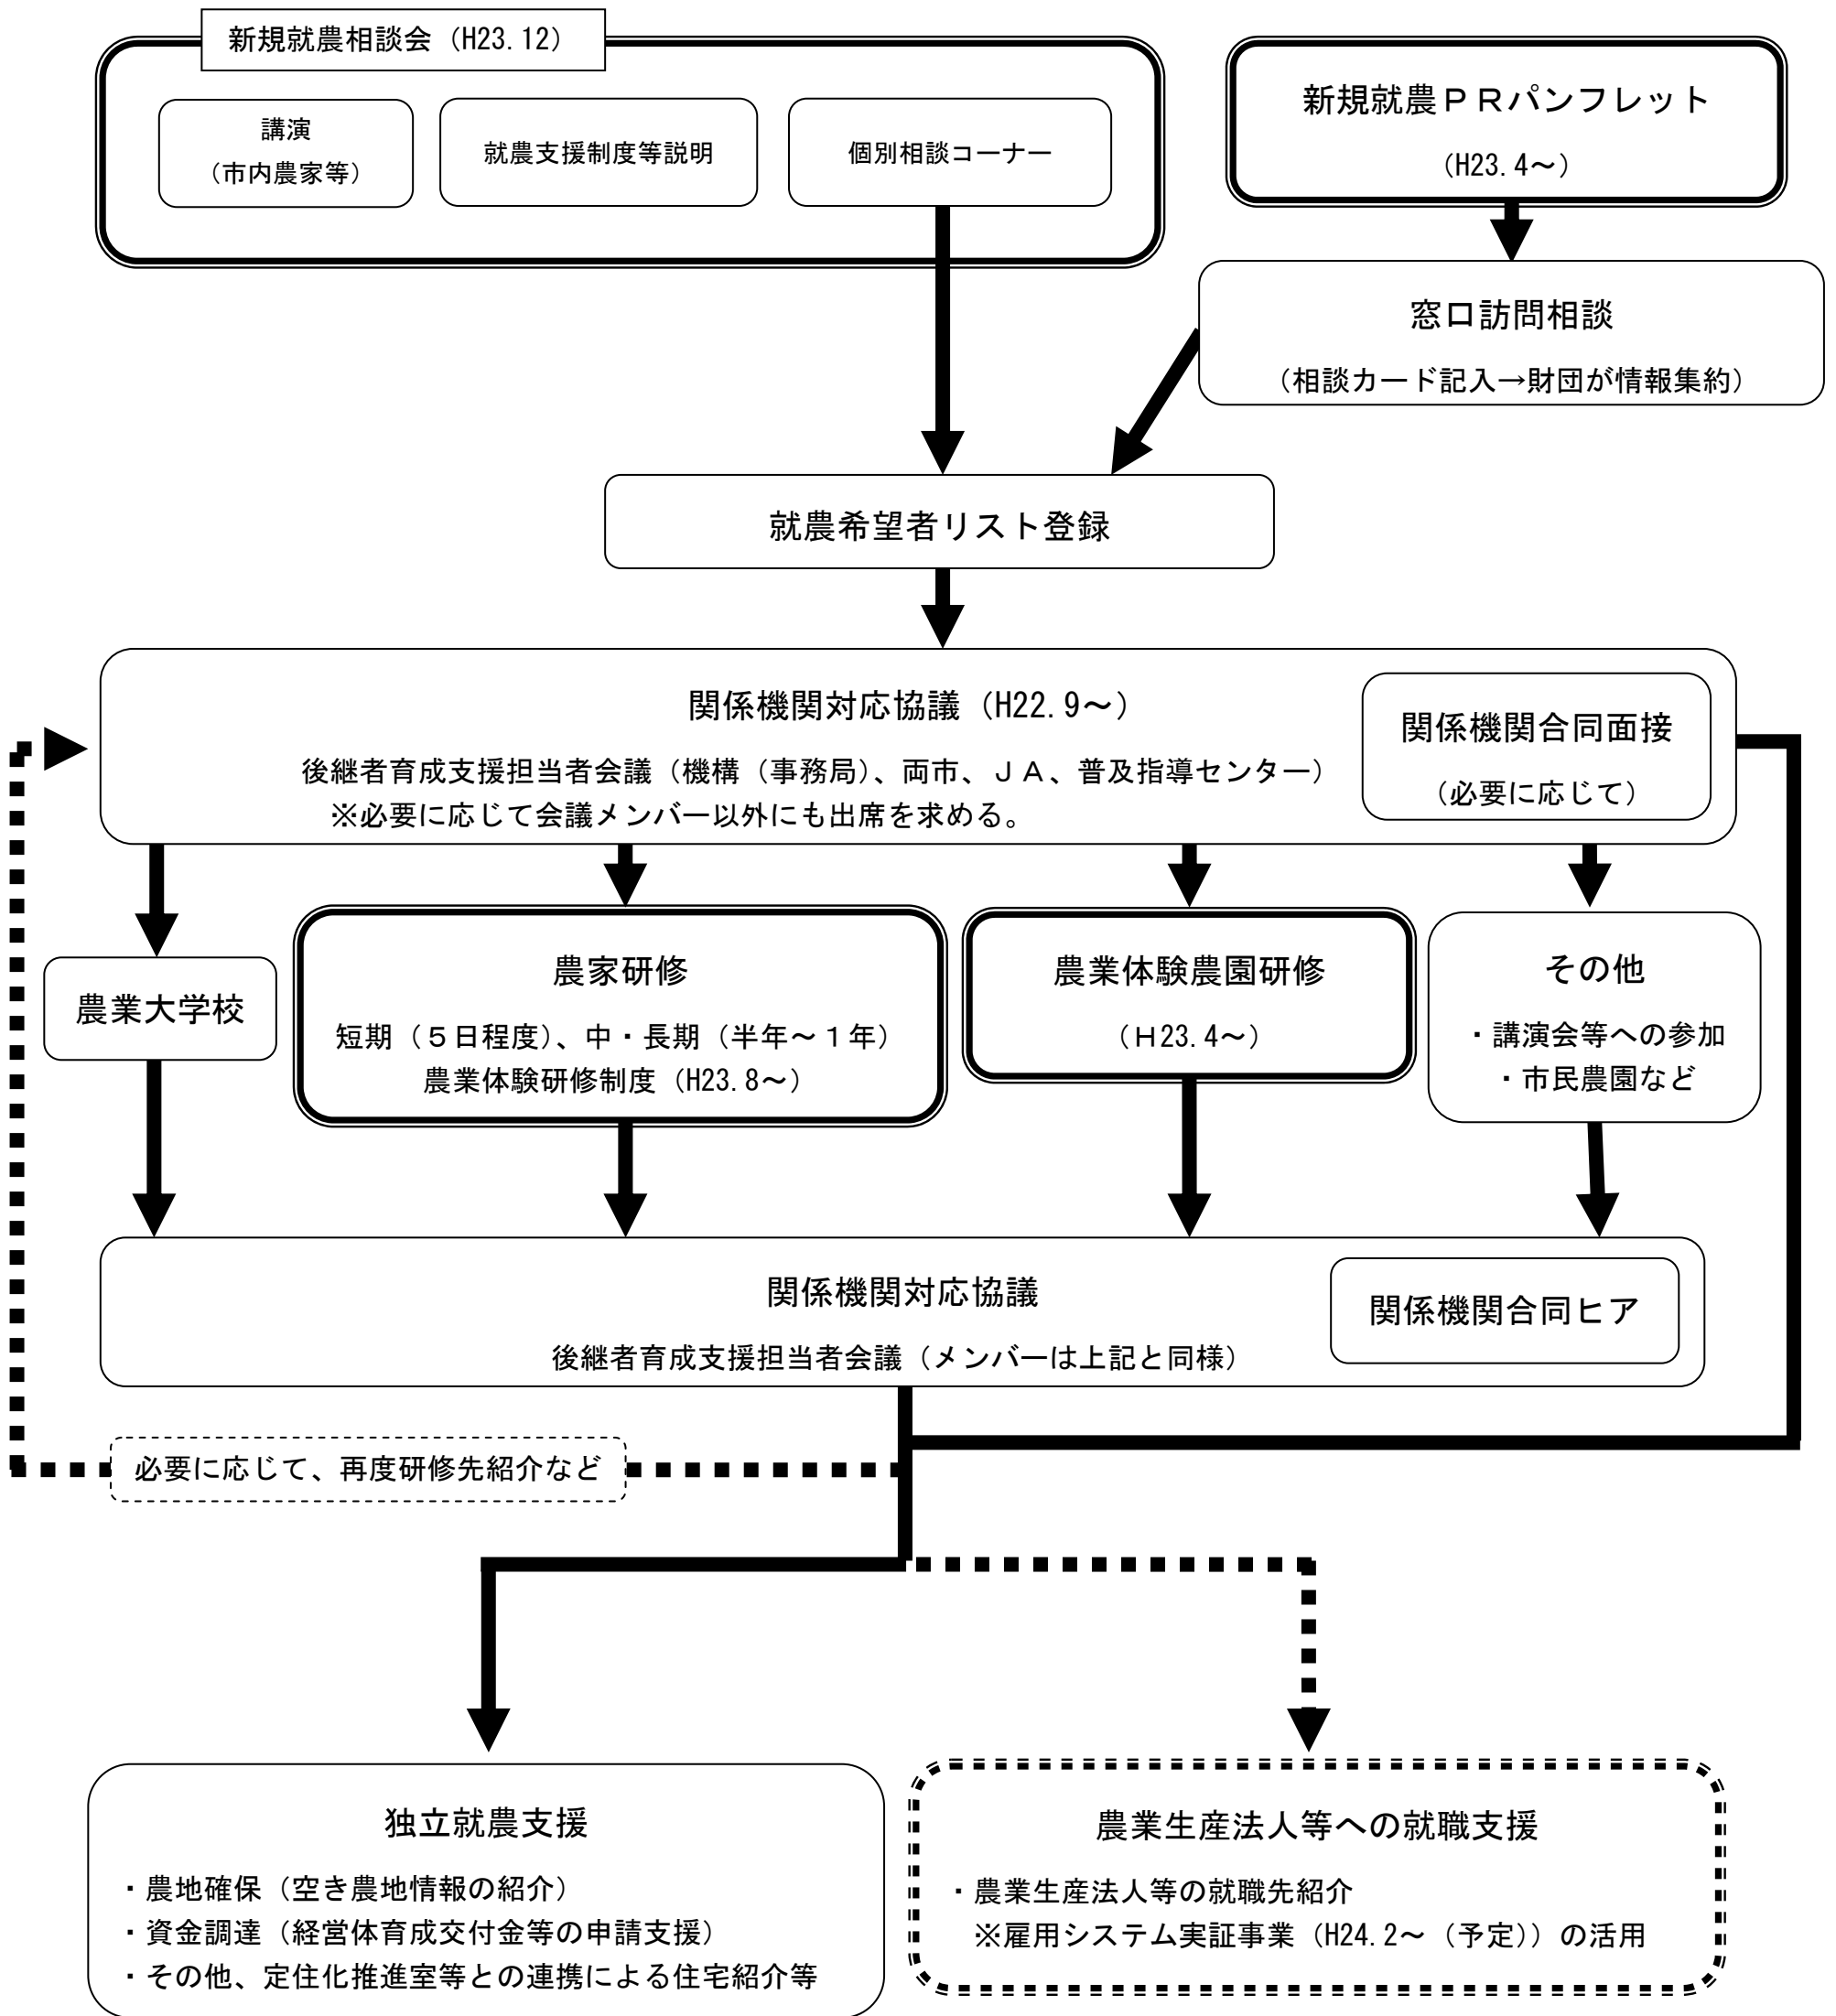 新規就農相談会（H23.12）
講演
（市内農家等）
就農支援制度等説明
個別相談コーナー
新規就農ＰＲパンフレット
（H23.4～）
窓口訪問相談
（相談カード記入→財団が情報集約）
就農希望者リスト登録
関係機関対応協議（H22.9～）
後継者育成支援担当者会議（機構（事務局）、両市、ＪＡ、普及指導センター）
※必要に応じて会議メンバー以外にも出席を求める。
関係機関合同面接
（必要に応じて）
農業大学校
農家研修
短期（５日程度）、中・長期（半年～１年）
農業体験研修制度（H23.8～）
農業体験農園研修
（Ｈ23.4～）
その他
・講演会等への参加
・市民農園など
関係機関対応協議
後継者育成支援担当者会議（メンバーは上記と同様）
関係機関合同ヒア
必要に応じて、再度研修先紹介など
独立就農支援
・農地確保（空き農地情報の紹介）
・資金調達（経営体育成交付金等の申請支援）
・その他、定住化推進室等との連携による住宅紹介等
農業生産法人等への就職支援
・農業生産法人等の就職先紹介
※雇用システム実証事業（H24.2～（予定））の活用